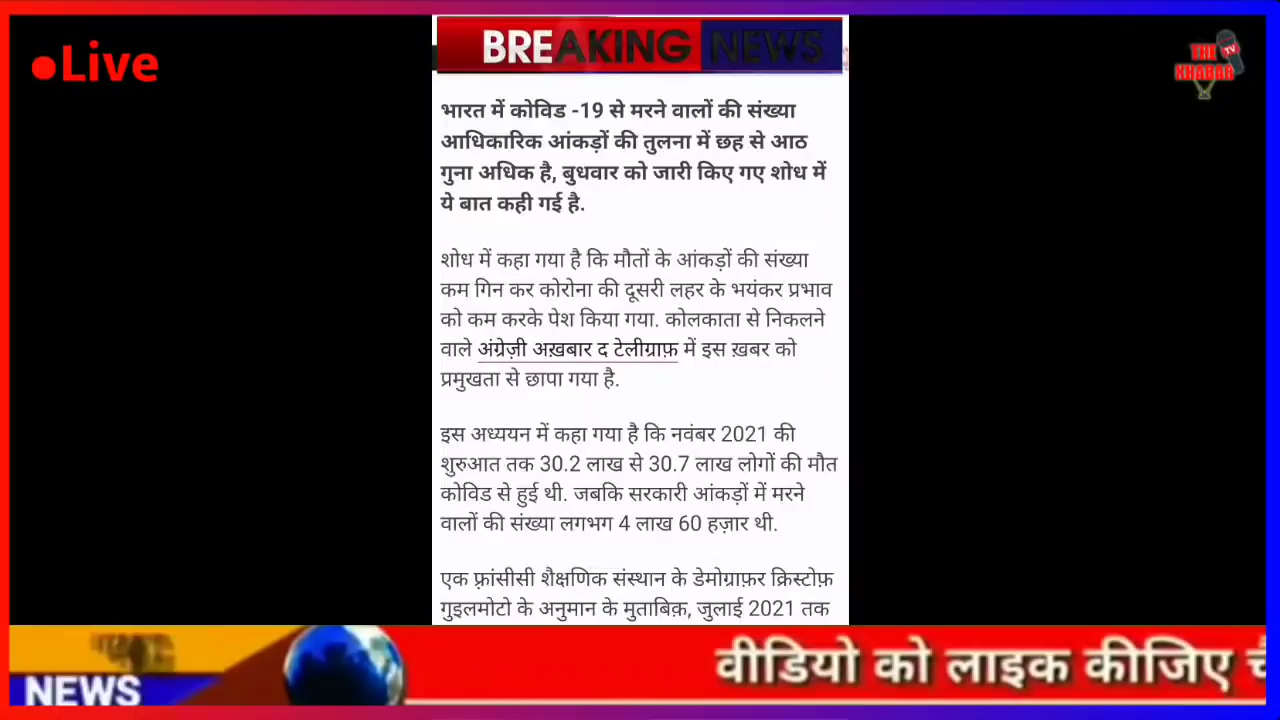 BREAKING NEWS
Live
THE TV
KHABAR
भारत में कोविड -19 से मरने वालों की संख्या
आधिकारिक आंकड़ों की तुलना में छह से आठ
गुना अधिक है, बुधवार को जारी किए गए शोध में
ये बात कही गई है.
शोध में कहा गया है कि मौतों के आंकड़ों की संख्या
कम गिन कर कोरोना की दूसरी लहर के भयंकर प्रभाव
को कम करके पेश किया गया. कोलकाता से निकलने
वाले अंग्रेज़ी अख़बार द टेलीग्राफ़ में इस ख़बर को
प्रमुखता से छापा गया है.
इस अध्ययन में कहा गया है कि नवंबर 2021 की
शुरुआत तक 30.2 लाख से 30.7 लाख लोगों की मौत
कोविड से हुई थी. जबकि सरकारी आंकड़ों में मरने
वालों की संख्या लगभग 4 लाख 60 हज़ार थी.
एक फ़्रांसीसी शैक्षणिक संस्थान के डेमोग्राफ़र क्रिस्टोफ़
गुइलमोटो के अनुमान के मुताबिक़, जुलाई 2021 तक
NEWS
वीडियो को लाइक कीजिए